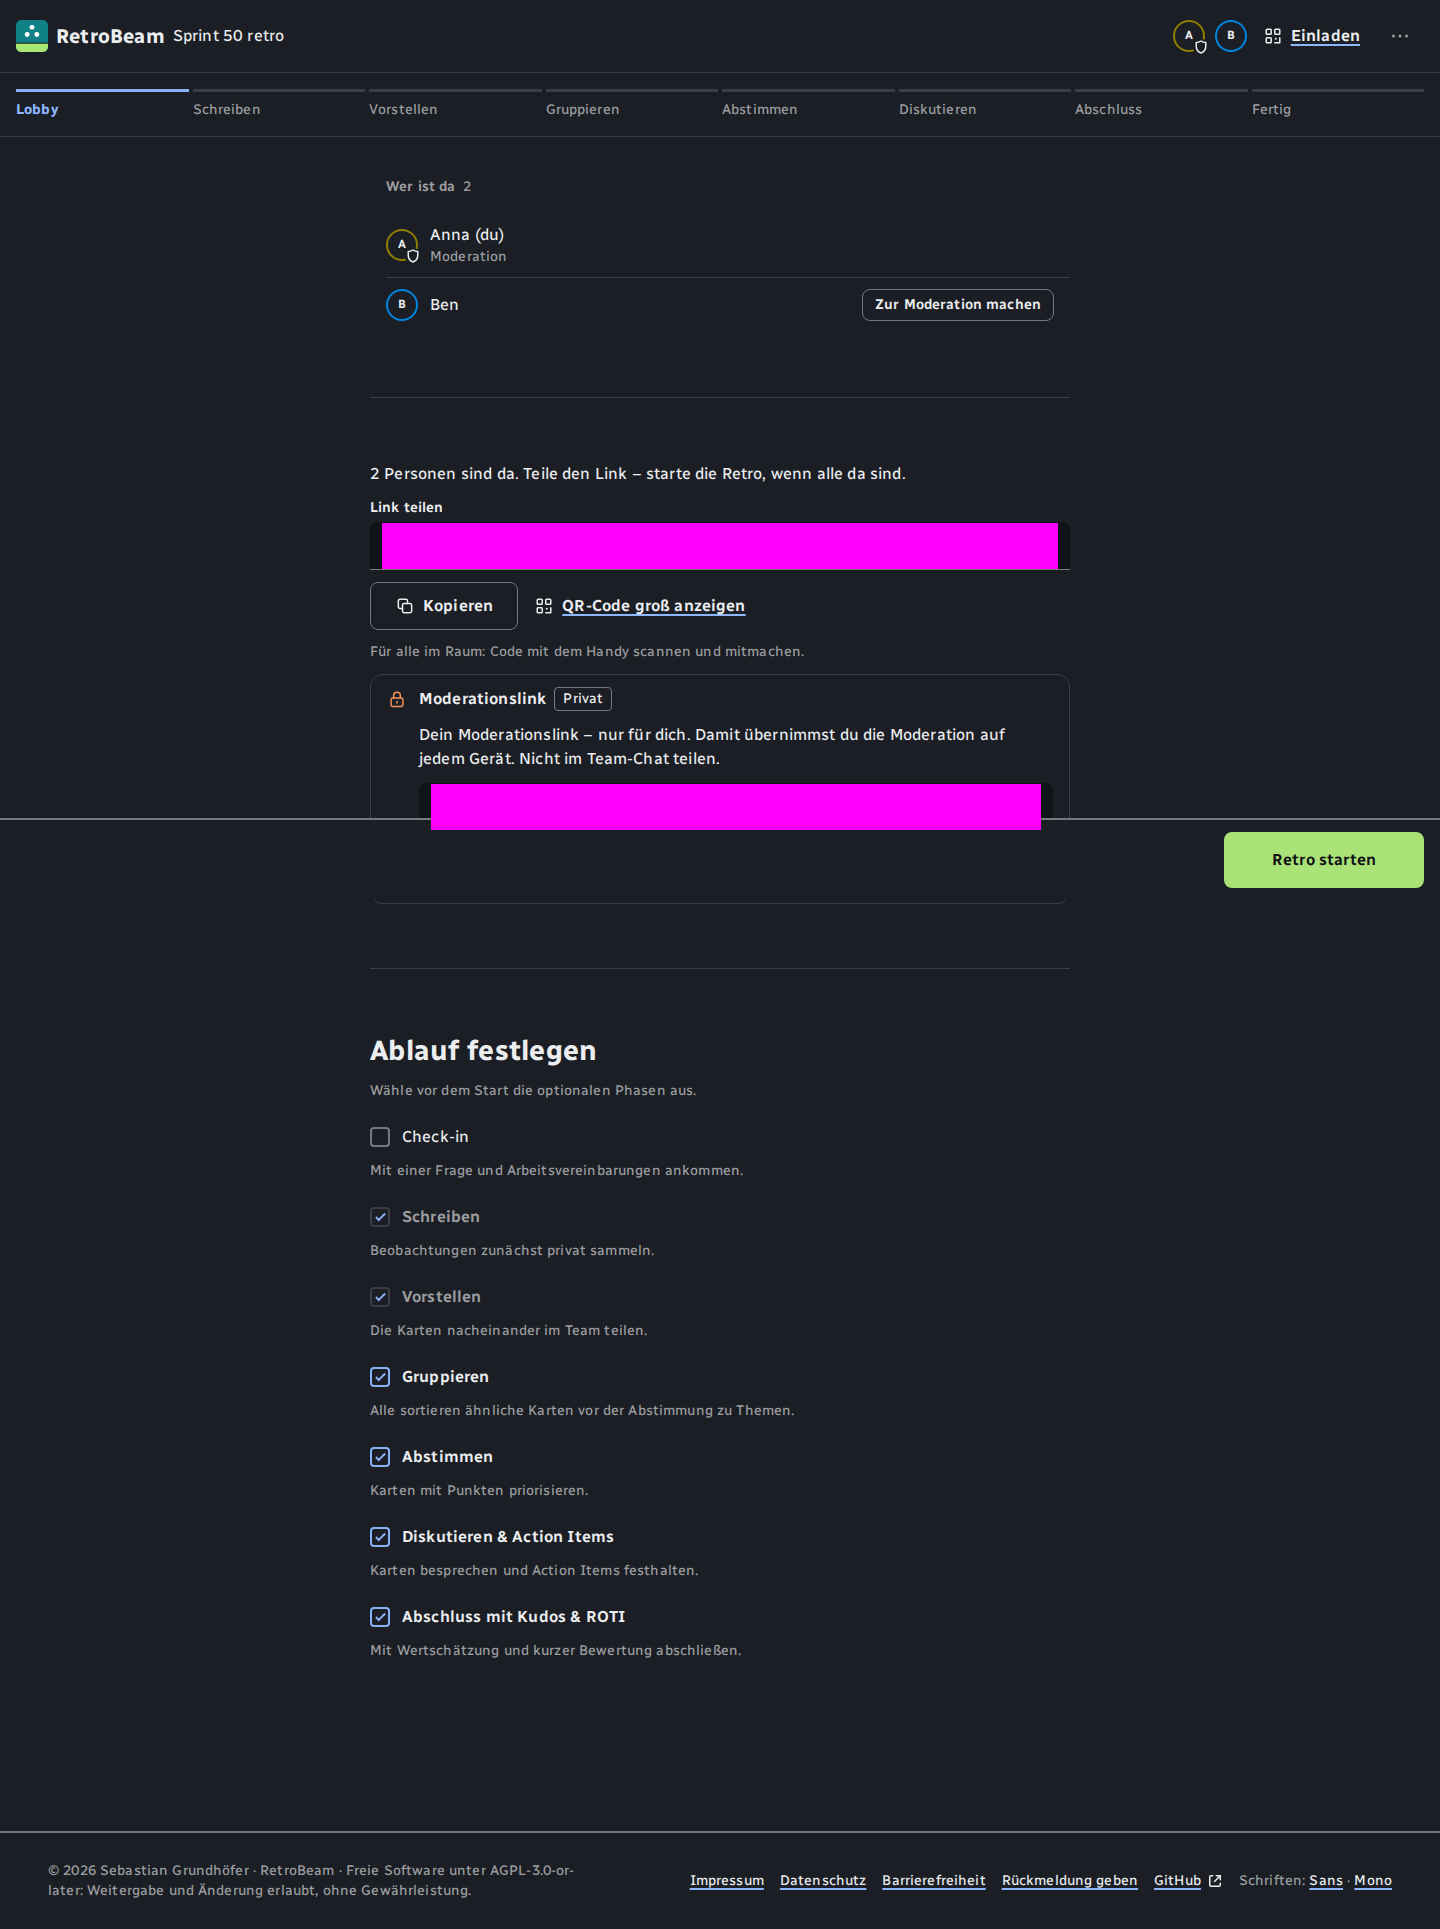 RetroBeam Sprint 50 retro
A B Einladen
Lobby Schreiben Vorstellen Gruppieren Abstimmen Diskutieren Abschluss Fertig
Wer ist da 2
A Anna (du)
Moderation
B Ben Zur Moderation machen
2 Personen sind da. Teile den Link – starte die Retro, wenn alle da sind.
Link teilen
Kopieren QR-Code groß anzeigen
Für alle im Raum: Code mit dem Handy scannen und mitmachen.
Moderationslink Privat
Dein Moderationslink – nur für dich. Damit übernimmst du die Moderation auf
jedem Gerät. Nicht im Team-Chat teilen.
Retro starten
Ablauf festlegen
Wähle vor dem Start die optionalen Phasen aus.
Check-in
Mit einer Frage und Arbeitsvereinbarungen ankommen.
Schreiben
Beobachtungen zunächst privat sammeln.
Vorstellen
Die Karten nacheinander im Team teilen.
Gruppieren
Alle sortieren ähnliche Karten vor der Abstimmung zu Themen.
Abstimmen
Karten mit Punkten priorisieren.
Diskutieren & Action Items
Karten besprechen und Action Items festhalten.
Abschluss mit Kudos & ROTI
Mit Wertschätzung und kurzer Bewertung abschließen.
© 2026 Sebastian Grundhöfer · RetroBeam · Freie Software unter AGPL-3.0-or-
later: Weitergabe und Änderung erlaubt, ohne Gewährleistung.
Impressum Datenschutz Barrierefreiheit Rückmeldung geben GitHub Schriften: Sans · Mono